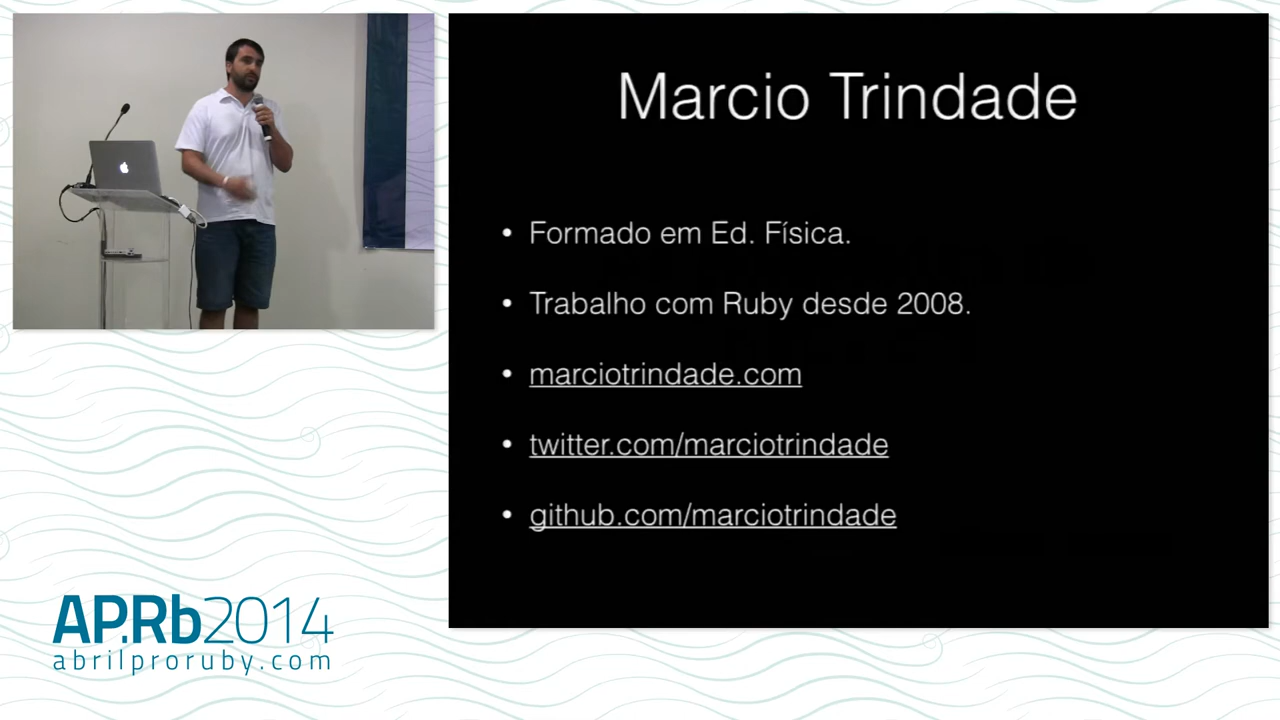 Marcio Trindade
• Formado em Ed. Física.
• Trabalho com Ruby desde 2008.
• marciotrindade.com
• twitter.com/marciotrindade
• github.com/marciotrindade
AP.Rb2014
abrilproruby.com